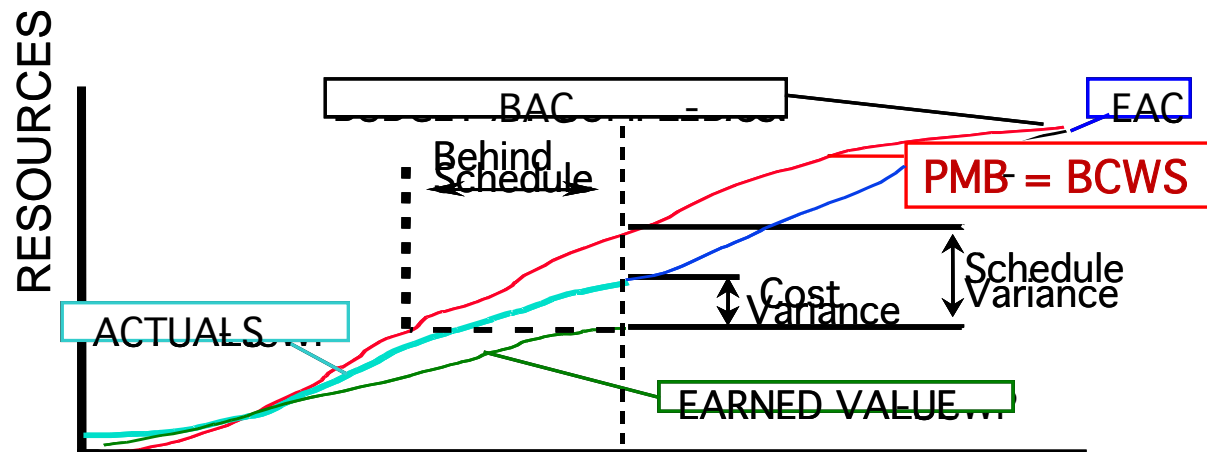 RESOURCES
BAC -
EAC
Behind
Schedule
PMB = BCWS
Schedule
Variance
Cost
Variance
ACTUALS
EARNED VALUE